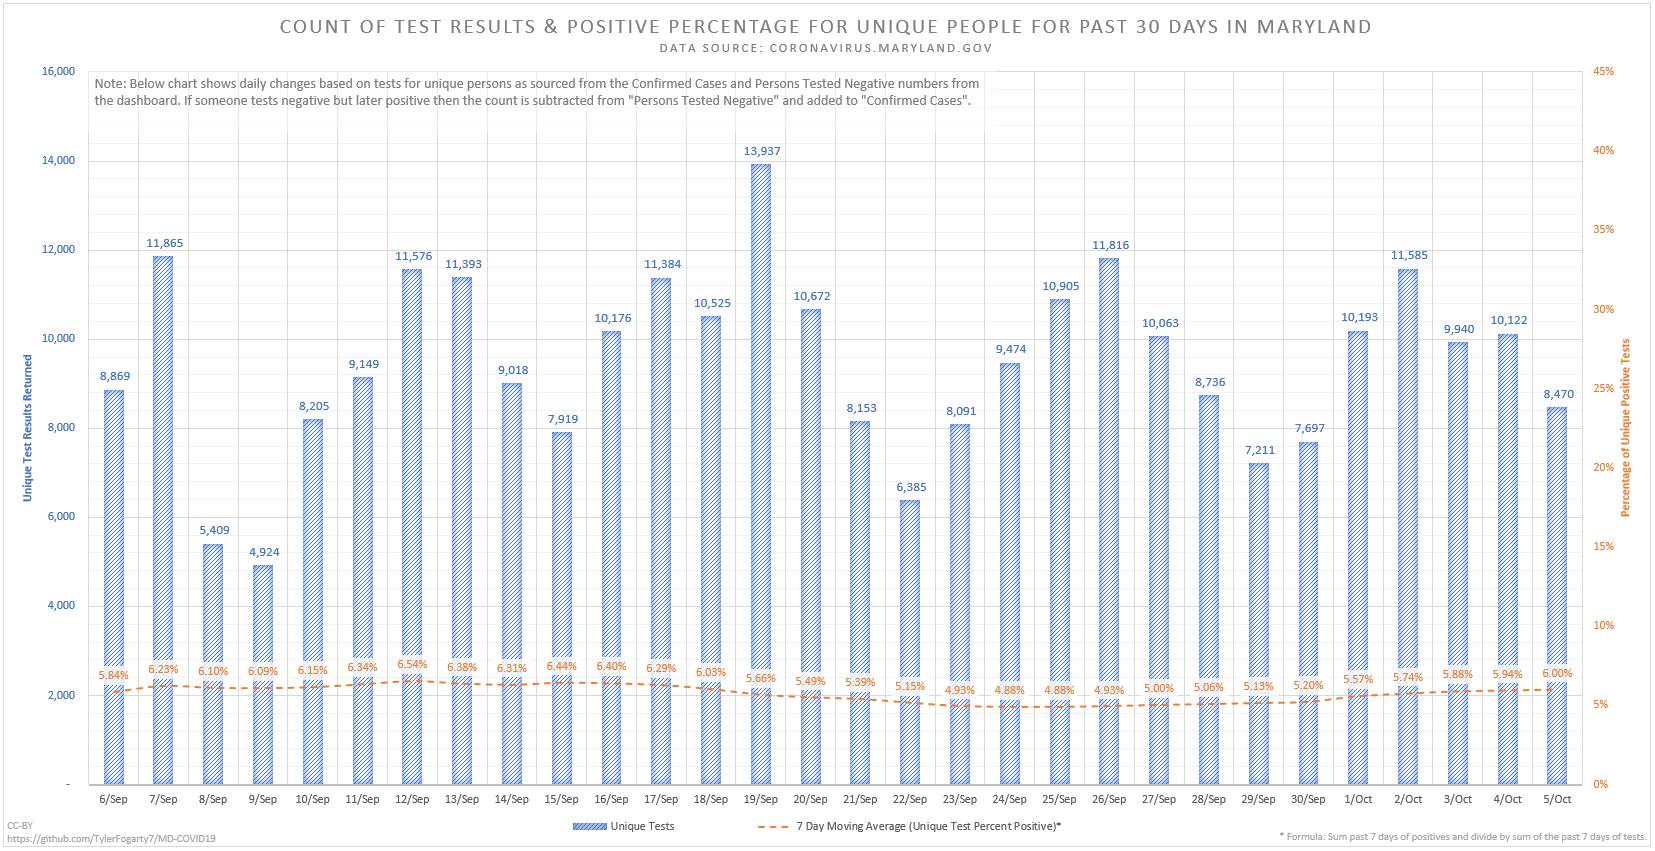 COUNT OF TEST RESULTS & POSITIVE PERCENTAGE FOR UNIQUE PEOPLE FOR PAST 30 DAYS IN MARYLAND
DATA SOURCE: CORONAVIRUS.MARYLAND.GOV
Note: Below chart shows daily changes based on tests for unique persons as sourced from the Confirmed Cases and Persons Tested Negative numbers from
the dashboard. If someone tests negative but later positive then the count is subtracted from "Persons Tested Negative" and added to "Confirmed Cases".
Unique Test Results Returned
16,000
14,000
12,000
10,000
8,000
6,000
4,000
2,000
-
8,869
11,865
5,409
4,924
8,205
9,149
11,576
11,393
9,018
7,919
10,176
11,384
10,525
13,937
10,672
8,153
6,385
8,091
9,474
10,905
11,816
10,063
8,736
7,211
7,697
10,193
11,585
9,940
10,122
8,470
5.84%
6.23%
6.10%
6.09%
6.15%
6.34%
6.54%
6.38%
6.31%
6.44%
6.40%
6.29%
6.03%
5.66%
5.49%
5.39%
5.15%
4.93%
4.88%
4.88%
4.93%
5.00%
5.06%
5.13%
5.20%
5.57%
5.74%
5.88%
5.94%
6.00%
45%
40%
35%
30%
25%
20%
15%
10%
5%
0%
Percentage of Unique Positive Tests
6/Sep
7/Sep
8/Sep
9/Sep
10/Sep
11/Sep
12/Sep
13/Sep
14/Sep
15/Sep
16/Sep
17/Sep
18/Sep
19/Sep
20/Sep
21/Sep
22/Sep
23/Sep
24/Sep
25/Sep
26/Sep
27/Sep
28/Sep
29/Sep
30/Sep
1/Oct
2/Oct
3/Oct
4/Oct
5/Oct
Unique Tests
7 Day Moving Average (Unique Test Percent Positive)*
CC-BY
https://github.com/TylerFogarty7/MD-COVID19
* Formula: Sum past 7 days of positives and divide by sum of the past 7 days of tests.